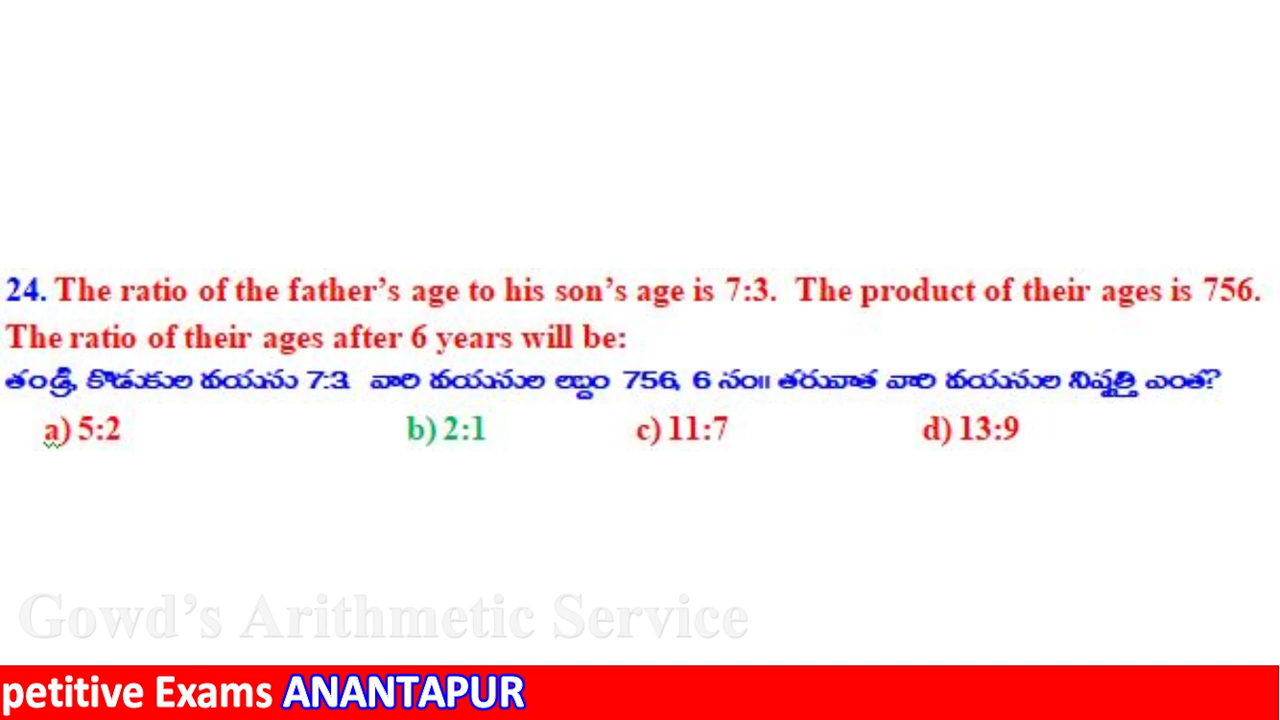 24. The ratio of the father's age to his son's age is 7:3. The product of their ages is 756.
The ratio of their ages after 6 years will be:
తండ్రి, కొడుకుల వయసు 7:3. వారి వయసుల లబ్దం 756, 6 సం॥ తరువాత వారి వయసుల నిష్పత్తి ఎంత?
a) 5:2 b) 2:1 c) 11:7 d) 13:9
Gowd's Arithmetic Service
petitive Exams ANANTAPUR